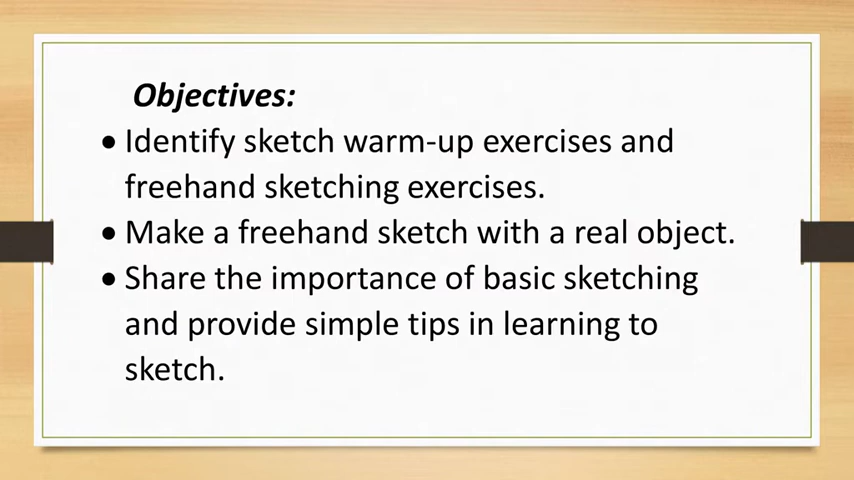 Objectives:
• Identify sketch warm-up exercises and
freehand sketching exercises.
• Make a freehand sketch with a real object.
• Share the importance of basic sketching
and provide simple tips in learning to
sketch.